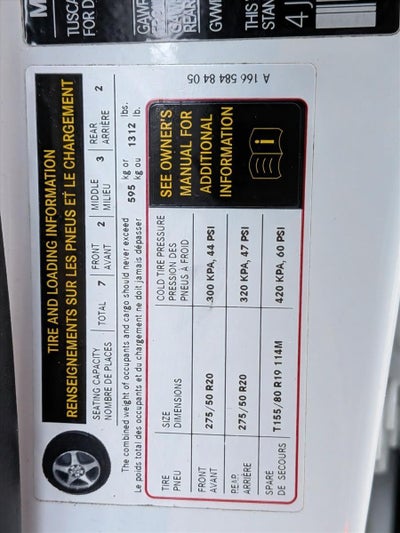 TIRE AND LOADING INFORMATION
RENSEIGNEMENTS SUR LES PNEUS ET LE CHARGEMENT
SEATING CAPACITY
NOMBRE DE PLACES
TOTAL 7
FRONT
AVANT
2
MIDDLE
MILIEU
3
REAR
ARRIÈRE
2
The combined weight of occupants and cargo should never exceed 595 kg or 1312 lbs.
Le poids total des occupants et du chargement ne doit jamais dépasser kg ou lb.
TIRE
PNEU
SIZE
DIMENSIONS
COLD TIRE PRESSURE
PRESSION DES
PNEUS À FROID
FRONT
AVANT
275/50 R20
300 KPA, 44 PSI
REAR
ARRIÈRE
275/50 R20
320 KPA, 47 PSI
SPARE
DE SECOURS
T155/80 R19 114M
420 KPA, 60 PSI
SEE OWNER'S
MANUAL FOR
ADDITIONAL
INFORMATION
A 166 584 84 05
TUSCA
FOR D
GAWR
REAR
GVWR
THIS
STAN
4 J